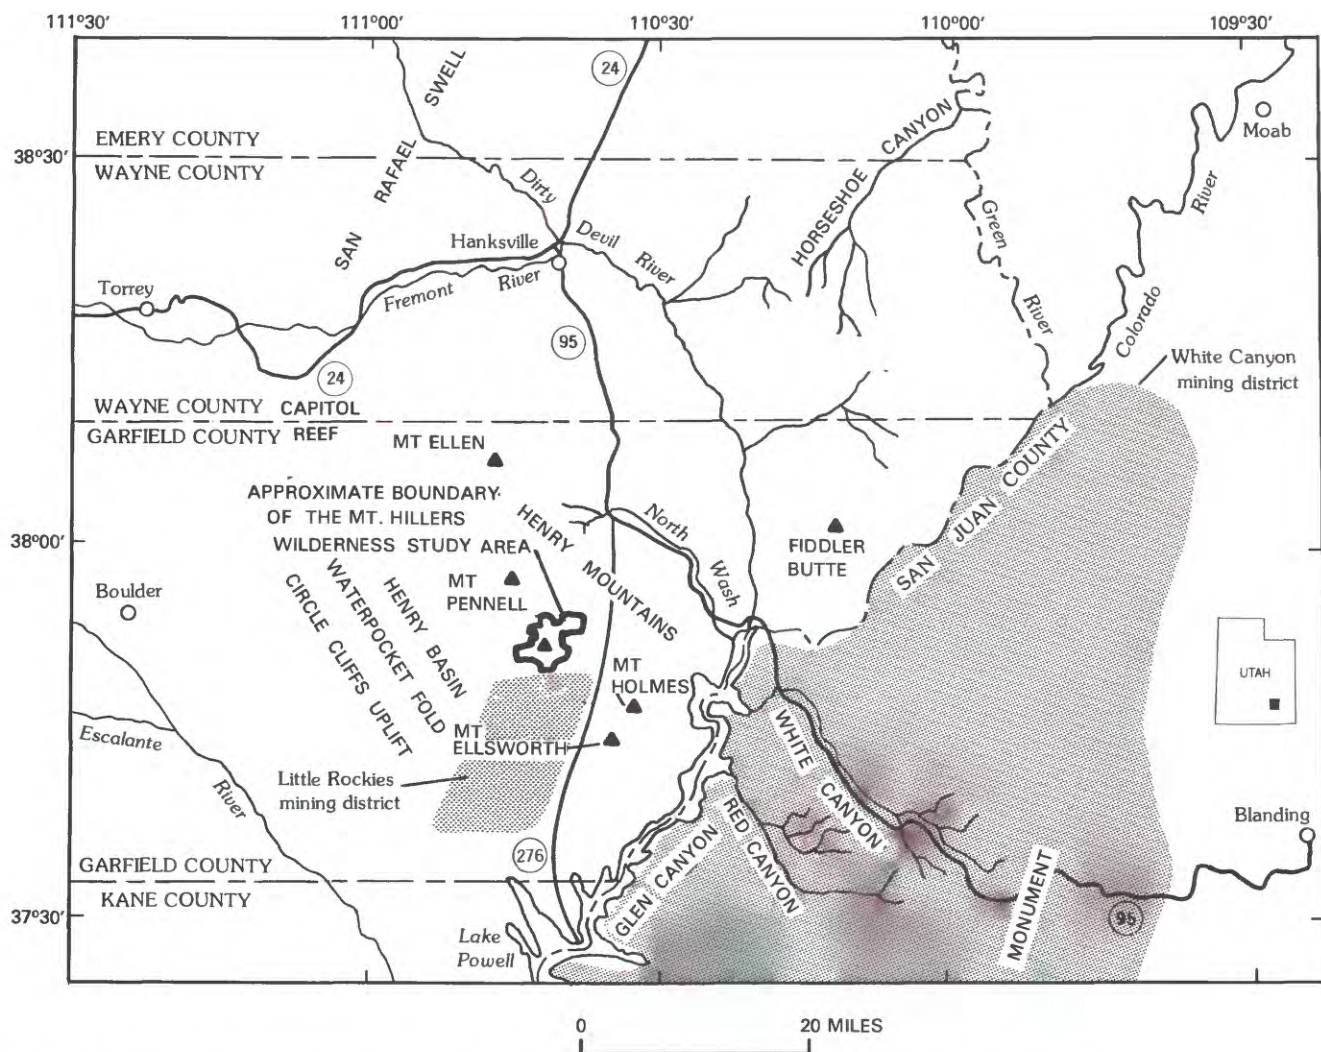 111°30′
111°00′
110°30′
110°00′
109°30′
24
SAN RAFAEL SWELL
CANYON
HORSESHOE
Moab
EMERY COUNTY
38°30′
WAYNE COUNTY
Dirty
Devil
River
Hanksville
Green
River
River
Colorado
Torrey
Fremont
River
95
24
White Canyon
mining district
WAYNE COUNTY
CAPITOL
REEF
GARFIELD COUNTY
MT ELLEN
SAN JUAN COUNTY
APPROXIMATE BOUNDARY
OF THE MT. HILLERS
WILDERNESS STUDY AREA
HENRY
MOUNTAINS
North
Wash
38°00′
FIDDLER
BUTTE
Boulder
MT
PENNELL
HENRY BASIN
WATERPOCKET FOLD
CIRCLE CLIFFS UPLIFT
MT
HOLMES
UTAH
MT
ELLSWORTH
Escalante
River
Little Rockies
mining district
WHITE CANYON
RED CANYON
GLEN CANYON
Blanding
276
GARFIELD COUNTY
KANE COUNTY
37°30′
MONUMENT
95
Lake
Powell
0
20 MILES